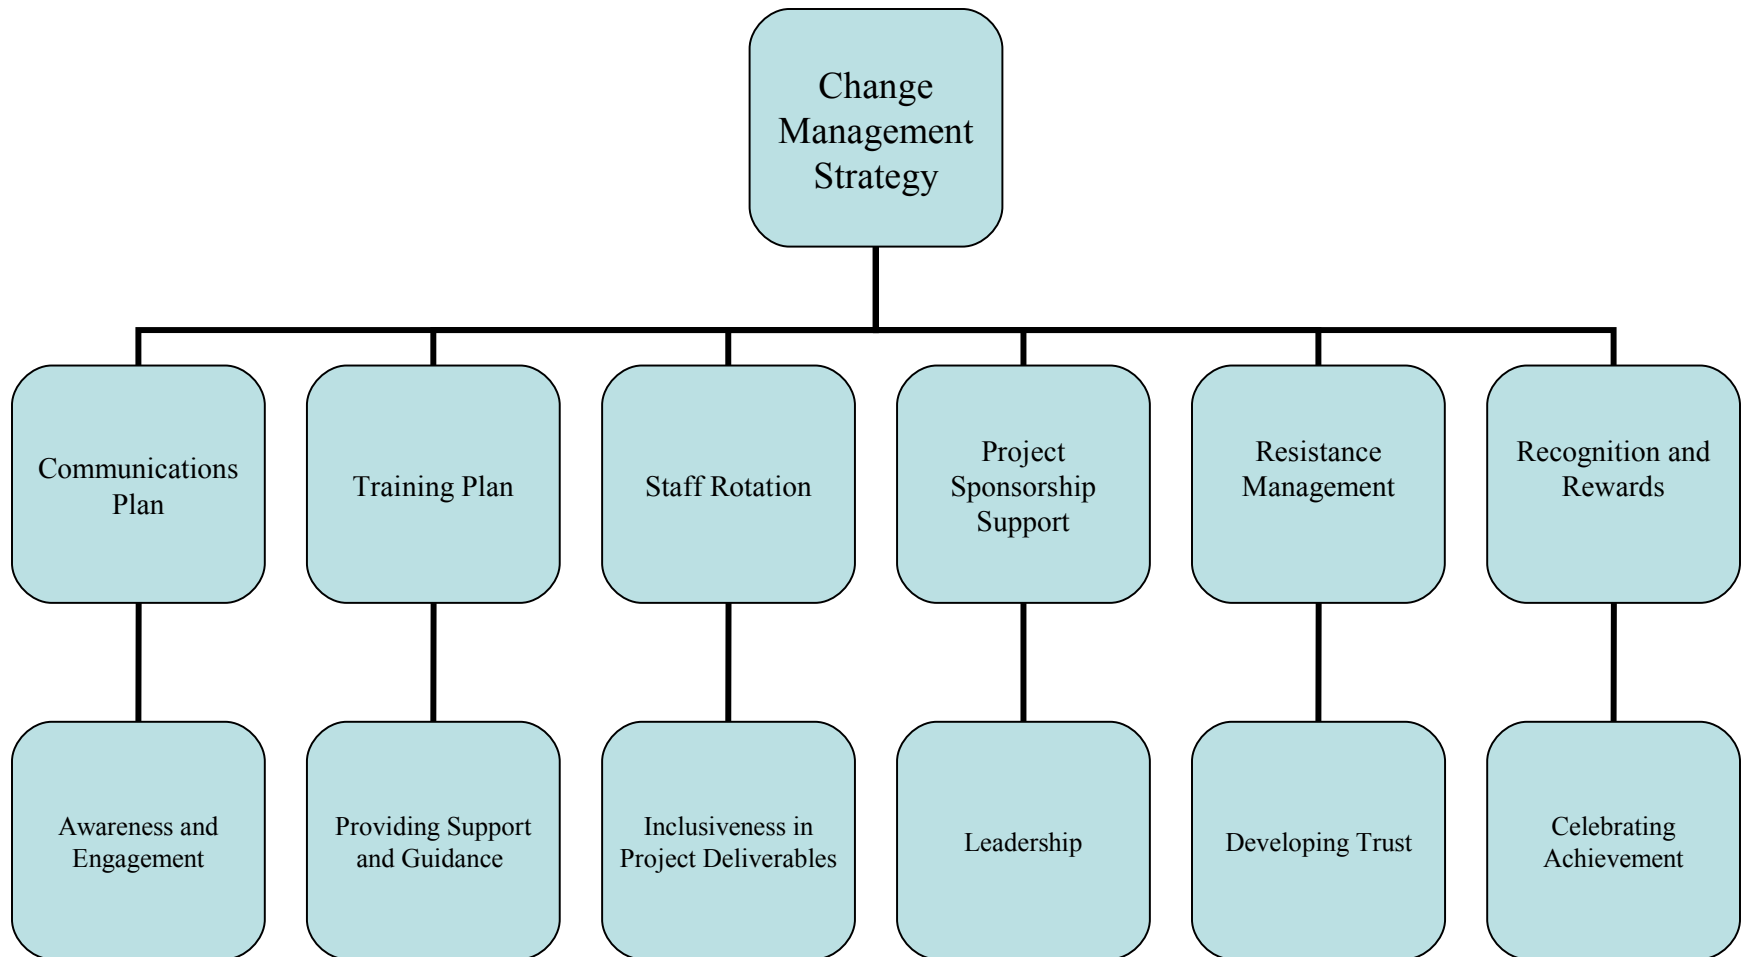 Change
Management
Strategy
Communications
Plan
Training Plan
Staff Rotation
Project
Sponsorship
Support
Resistance
Management
Recognition and
Rewards
Awareness and
Engagement
Providing Support
and Guidance
Inclusiveness in
Project Deliverables
Leadership
Developing Trust
Celebrating
Achievement